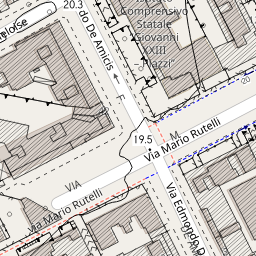 20.3
Comprensivo
Statale
"Giovanni
XXIII
do De Amicis
F.
20
19.5
M.
Via Mario Rutelli
VIA
Via Mario Rutelli
Via Edmondo D